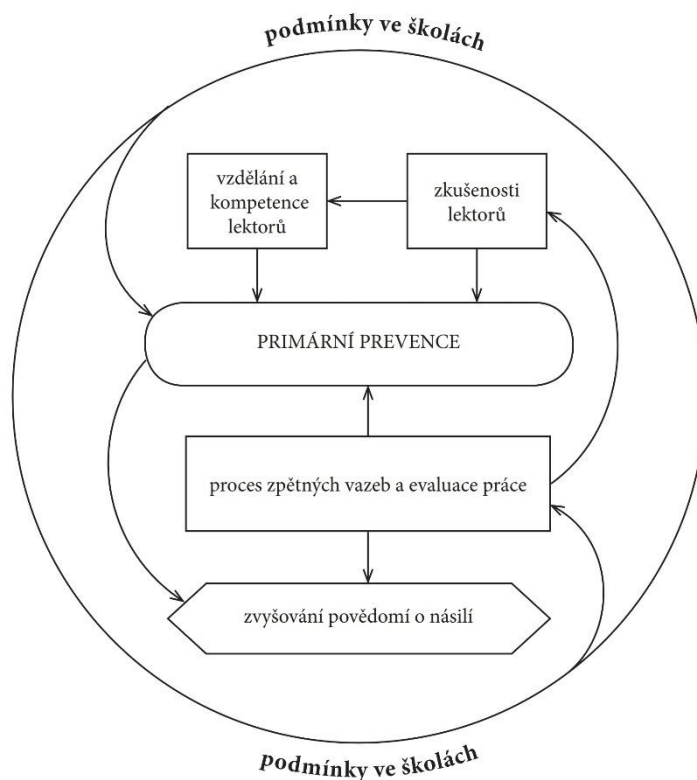 podmínky ve školách
vzdělání a
kompetence
lektorů
zkušenosti
lektorů
PRIMÁRNÍ PREVENCE
proces zpětných vazeb a evaluace práce
zvyšování povědomí o násilí
podmínky ve školách